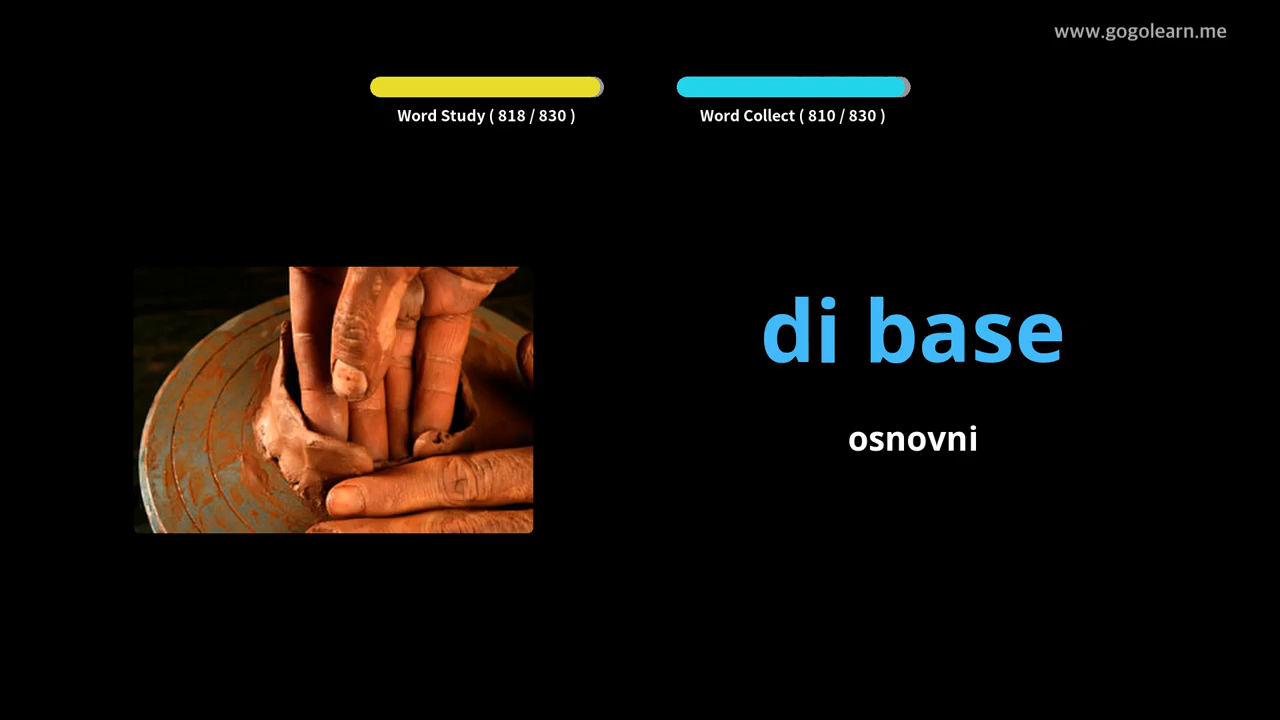 www.gogolearn.me
Word Study ( 818 / 830 )
Word Collect ( 810 / 830 )
di base
osnovni